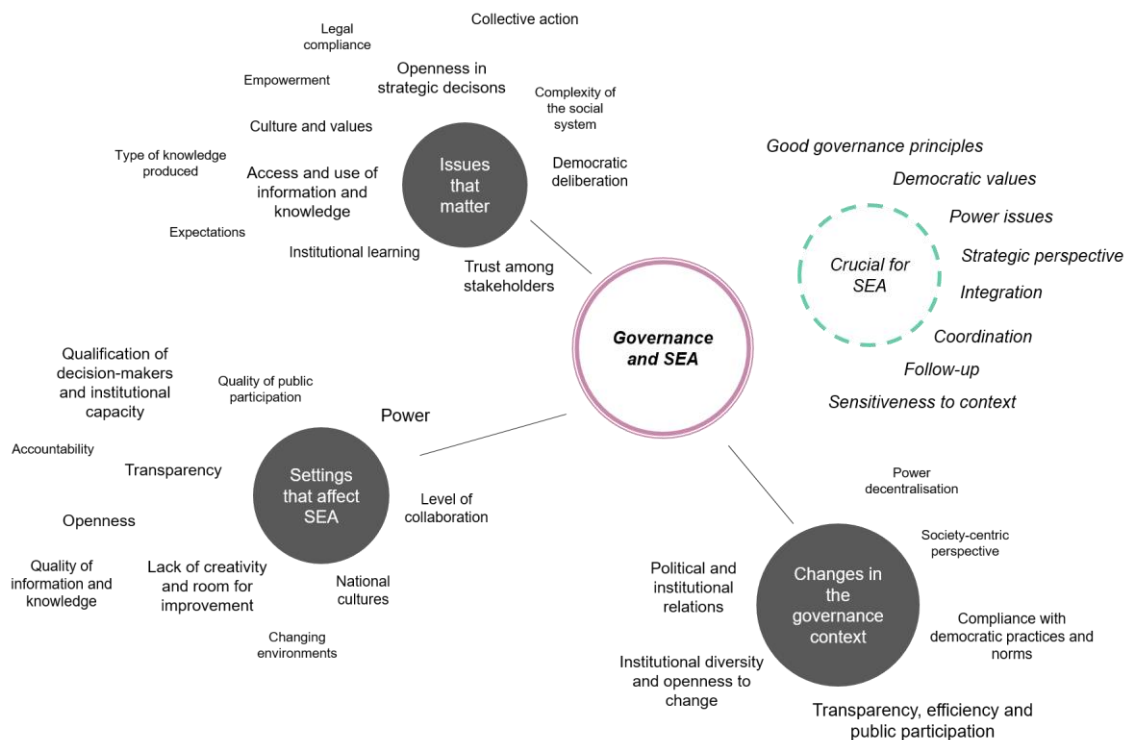 Collective action
Legal
compliance
Openness in
strategic decisons
Empowerment
Complexity of
the social
system
Culture and values
Type of knowledge
produced
Access and use of
information and
knowledge
Issues
that
matter
Democratic
deliberation
Expectations
Institutional learning
Trust among
stakeholders
Good governance principles
Democratic values
Power issues
Strategic perspective
Crucial for
SEA
Integration
Coordination
Follow-up
Sensitiveness to context
Governance
and SEA
Qualification of
decision-makers
and institutional
capacity
Quality of public
participation
Power
Accountability
Transparency
Settings
that affect
SEA
Level of
collaboration
Openness
Quality of
information and
knowledge
Lack of creativity
and room for
improvement
National
cultures
Changing
environments
Power
decentralisation
Society-centric
perspective
Political and
institutional
relations
Changes in
the
governance
context
Compliance with
democratic practices and
norms
Institutional diversity
and openness to
change
Transparency, efficiency and
public participation